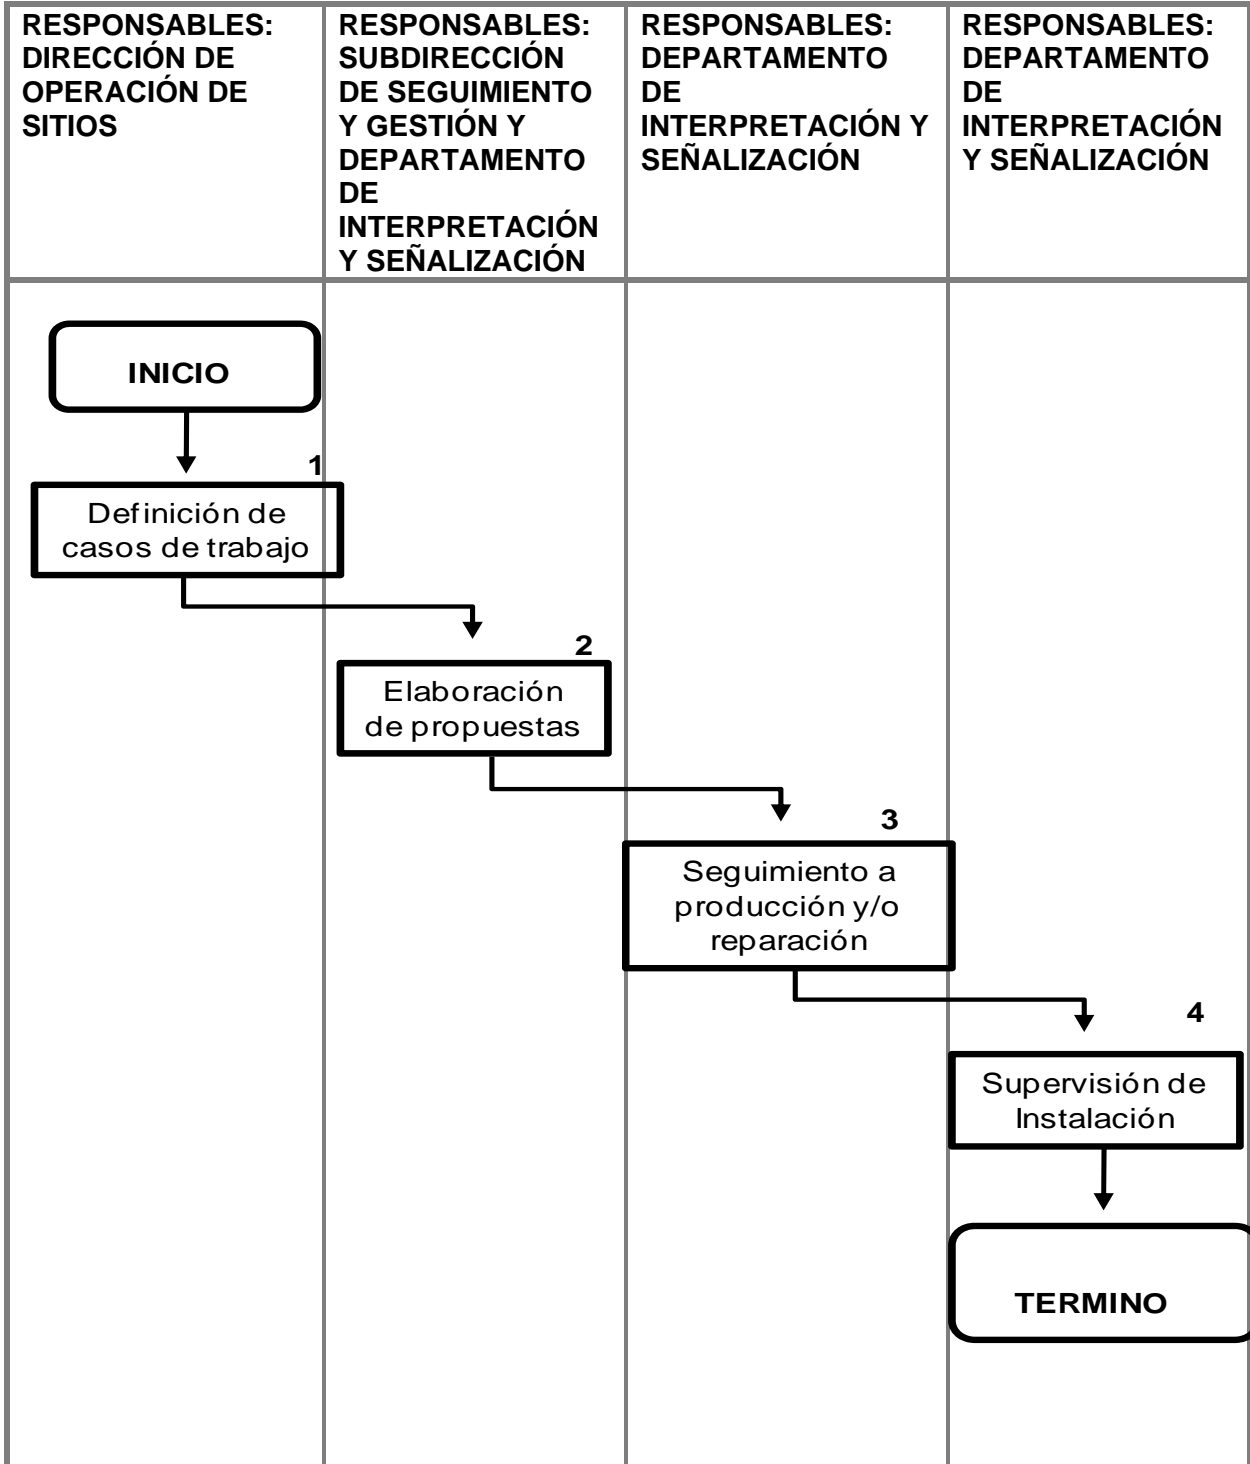 RESPONSABLES:
DIRECCIÓN DE
OPERACIÓN DE
SITIOS
RESPONSABLES:
SUBDIRECCIÓN
DE SEGUIMIENTO
Y GESTIÓN Y
DEPARTAMENTO
DE
INTERPRETACIÓN
Y SEÑALIZACIÓN
RESPONSABLES:
DEPARTAMENTO
DE
INTERPRETACIÓN Y
SEÑALIZACIÓN
RESPONSABLES:
DEPARTAMENTO
DE
INTERPRETACIÓN
Y SEÑALIZACIÓN
INICIO
1
Definición de
casos de trabajo
2
Elaboración
de propuestas
3
Seguimiento a
producción y/o
reparación
4
Supervisión de
Instalación
TERMINO